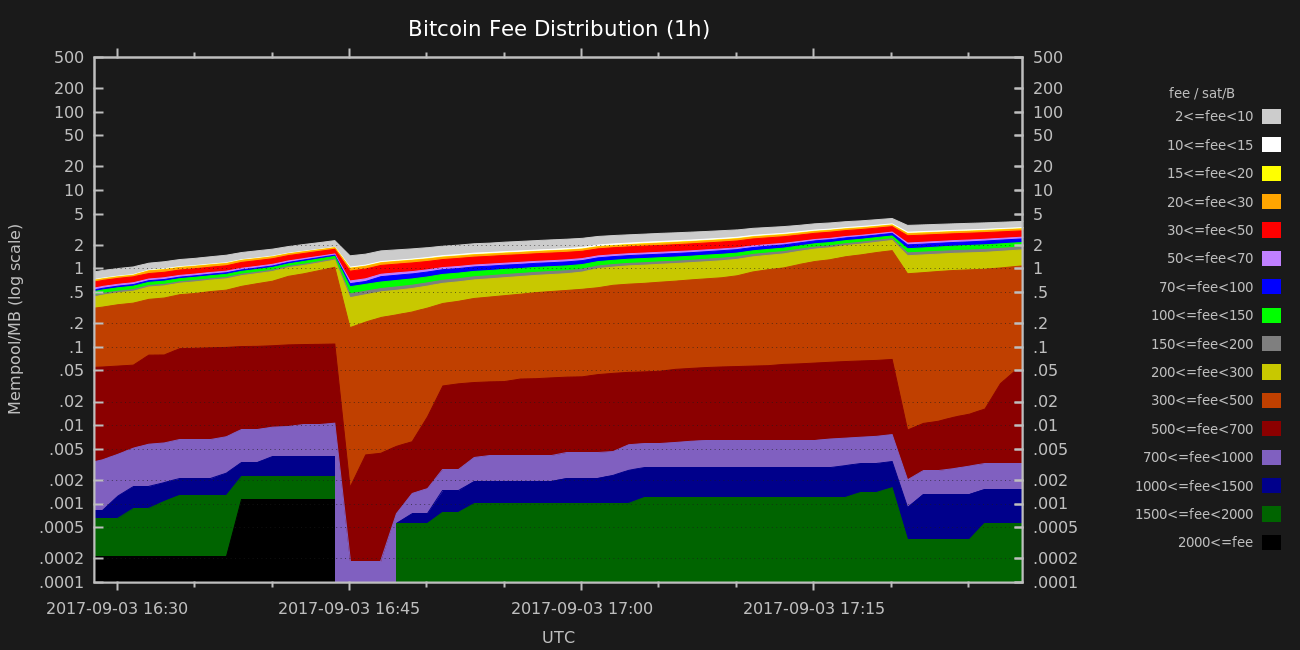 Bitcoin Fee Distribution (1h)
500
200
100
50
20
10
5
2
1
.5
.2
.1
.05
.02
.01
.005
.002
.001
.0005
.0002
.0001
Mempool/MB (log scale)
500
200
100
50
20
10
5
2
1
.5
.2
.1
.05
.02
.01
.005
.002
.001
.0005
.0002
.0001
2017-09-03 16:30
2017-09-03 16:45
2017-09-03 17:00
2017-09-03 17:15
UTC
fee / sat/B
2<=fee<10
10<=fee<15
15<=fee<20
20<=fee<30
30<=fee<50
50<=fee<70
70<=fee<100
100<=fee<150
150<=fee<200
200<=fee<300
300<=fee<500
500<=fee<700
700<=fee<1000
1000<=fee<1500
1500<=fee<2000
2000<=fee